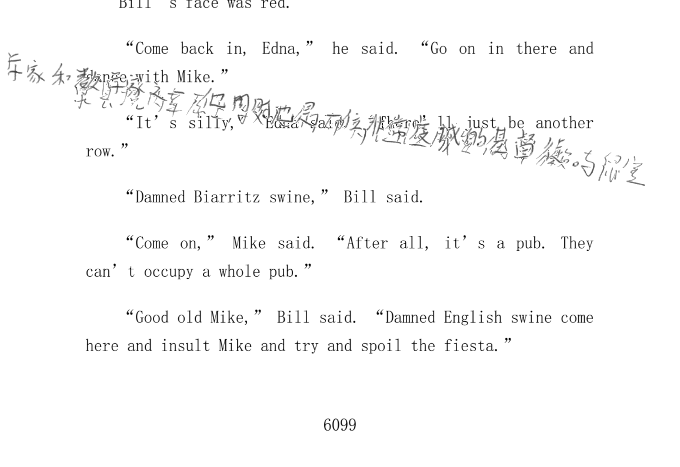 Bill’s face was red.
“Come back in, Edna,” he said. “Go on in there and
dance with Mike.”
“It’s silly,” Edna said. “There’ll just be another
row.”
“Damned Biarritz swine,” Bill said.
“Come on,” Mike said. “After all, it’s a pub. They
can’t occupy a whole pub.”
“Good old Mike,” Bill said. “Damned English swine come
here and insult Mike and try and spoil the fiesta.”
6099